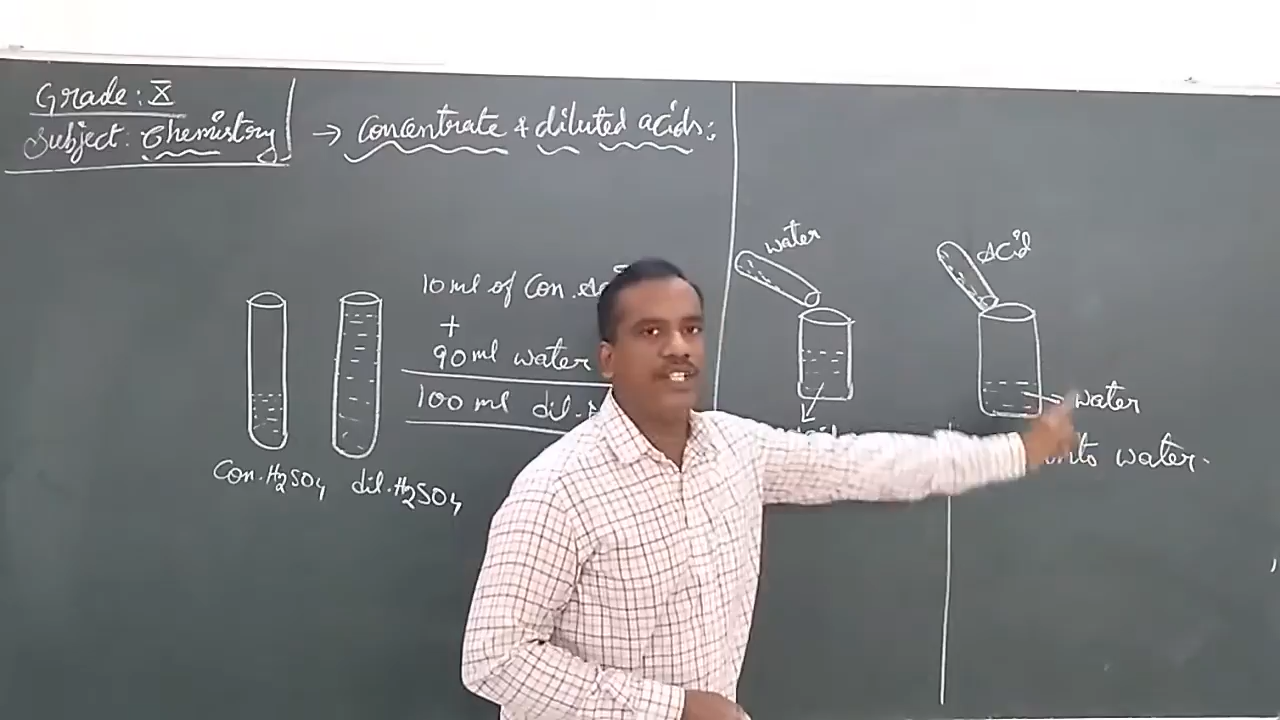 Grade: X
Subject: Chemistry
→ Concentrate & diluted acids:
10 ml of Con.
+
90 ml water
100 ml dil.
Con. H2SO4
dil. H2SO4
water
Acid
water
onto water.